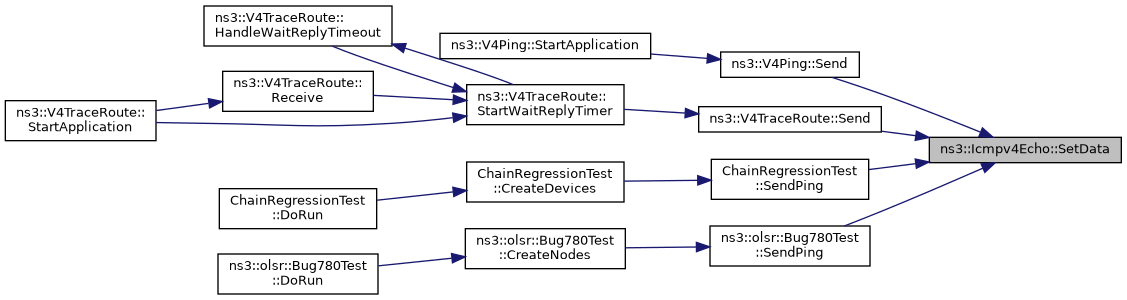 ns3::V4TraceRoute::
HandleWaitReplyTimeout
ns3::V4Ping::StartApplication
ns3::V4Ping::Send
ns3::V4TraceRoute::
Receive
ns3::V4TraceRoute::
StartWaitReplyTimer
ns3::V4TraceRoute::
StartApplication
ns3::V4TraceRoute::Send
ns3::Icmpv4Echo::SetData
ChainRegressionTest
::DoRun
ChainRegressionTest
::CreateDevices
ChainRegressionTest
::SendPing
ns3::olsr::Bug780Test
::DoRun
ns3::olsr::Bug780Test
::CreateNodes
ns3::olsr::Bug780Test
::SendPing